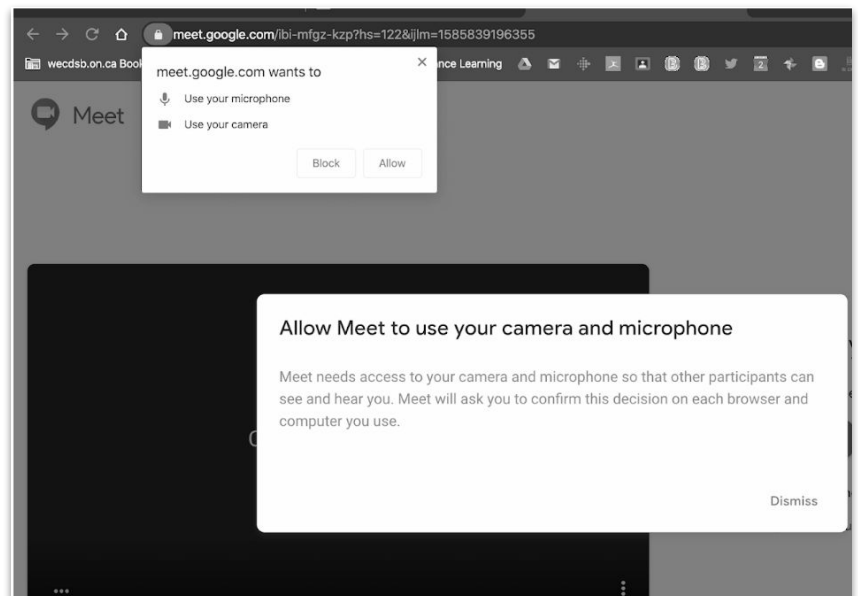 meet.google.com/ibi-mfgz-kzp?hs=122&ijlm=1585839196355
wecdsb.on.ca Book
nce Learning
meet.google.com wants to
Use your microphone
Use your camera
Block Allow
Meet
Allow Meet to use your camera and microphone
Meet needs access to your camera and microphone so that other participants can
see and hear you. Meet will ask you to confirm this decision on each browser and
computer you use.
Dismiss